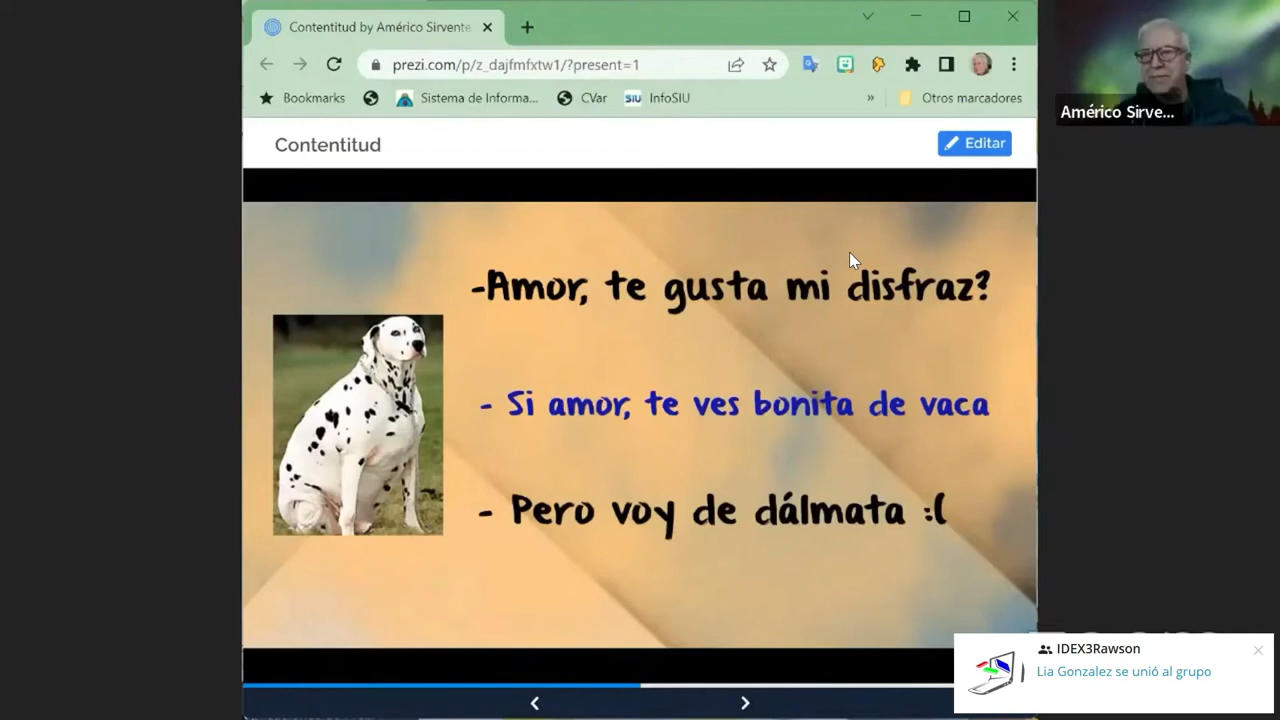 Contentitud by Américo Sirvente
prezi.com/p/z_dajfmfxtw1/?present=1
Bookmarks
Sistema de Informa...
CVar
SIU InfoSIU
»
Otros marcadores
Américo Sirve...
Contentitud
Editar
-Amor, te gusta mi disfraz?
- Si amor, te ves bonita de vaca
- Pero voy de dálmata :(
IDEX3Rawson
Lia Gonzalez se unió al grupo